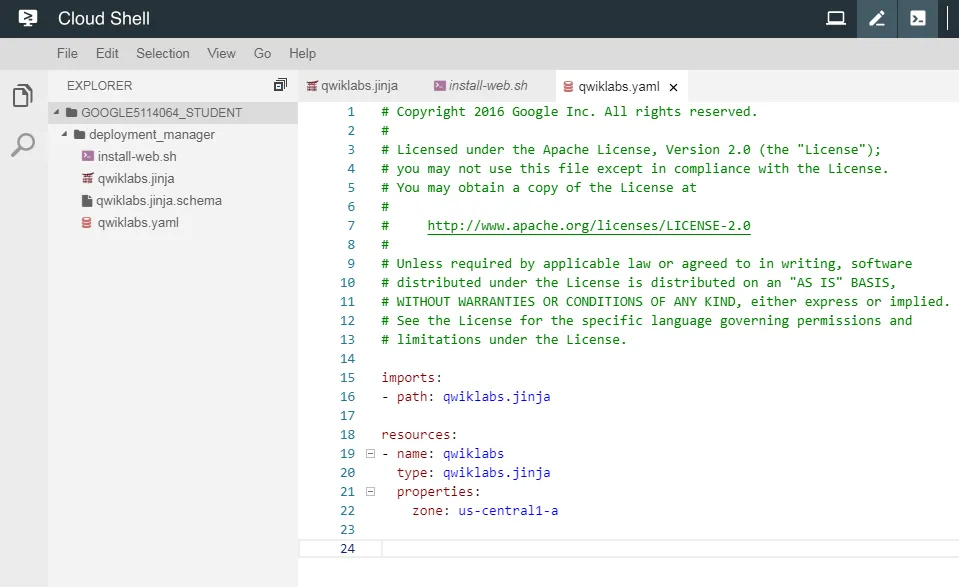 Cloud Shell
File Edit Selection View Go Help
EXPLORER
GOOGLE5114064_STUDENT
deployment_manager
install-web.sh
qwiklabs.jinja
qwiklabs.jinja.schema
qwiklabs.yaml
qwiklabs.jinja install-web.sh qwiklabs.yaml ×
1 # Copyright 2016 Google Inc. All rights reserved.
2 #
3 # Licensed under the Apache License, Version 2.0 (the "License");
4 # you may not use this file except in compliance with the License.
5 # You may obtain a copy of the License at
6 #
7 # http://www.apache.org/licenses/LICENSE-2.0
8 #
9 # Unless required by applicable law or agreed to in writing, software
10 # distributed under the License is distributed on an "AS IS" BASIS,
11 # WITHOUT WARRANTIES OR CONDITIONS OF ANY KIND, either express or implied.
12 # See the License for the specific language governing permissions and
13 # limitations under the License.
14
15 imports:
16 - path: qwiklabs.jinja
17
18 resources:
19 - name: qwiklabs
20 type: qwiklabs.jinja
21 properties:
22 zone: us-central1-a
23
24